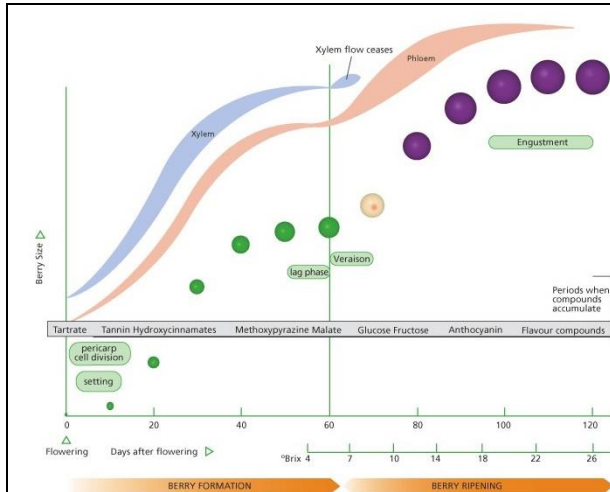 Xylem flow ceases
Phloem
Xylem
Engustment
Berry Size
Veraison
lag phase
Periods when
compounds
accumulate
Tartrate Tannin Hydroxycinnamates Methoxypyrazine Malate Glucose Fructose Anthocyanin Flavour compounds
pericarp
cell division
setting
0 20 40 60 80 100 120
Flowering Days after flowering
ºBrix 4 7 10 14 18 22 26
BERRY FORMATION BERRY RIPENING